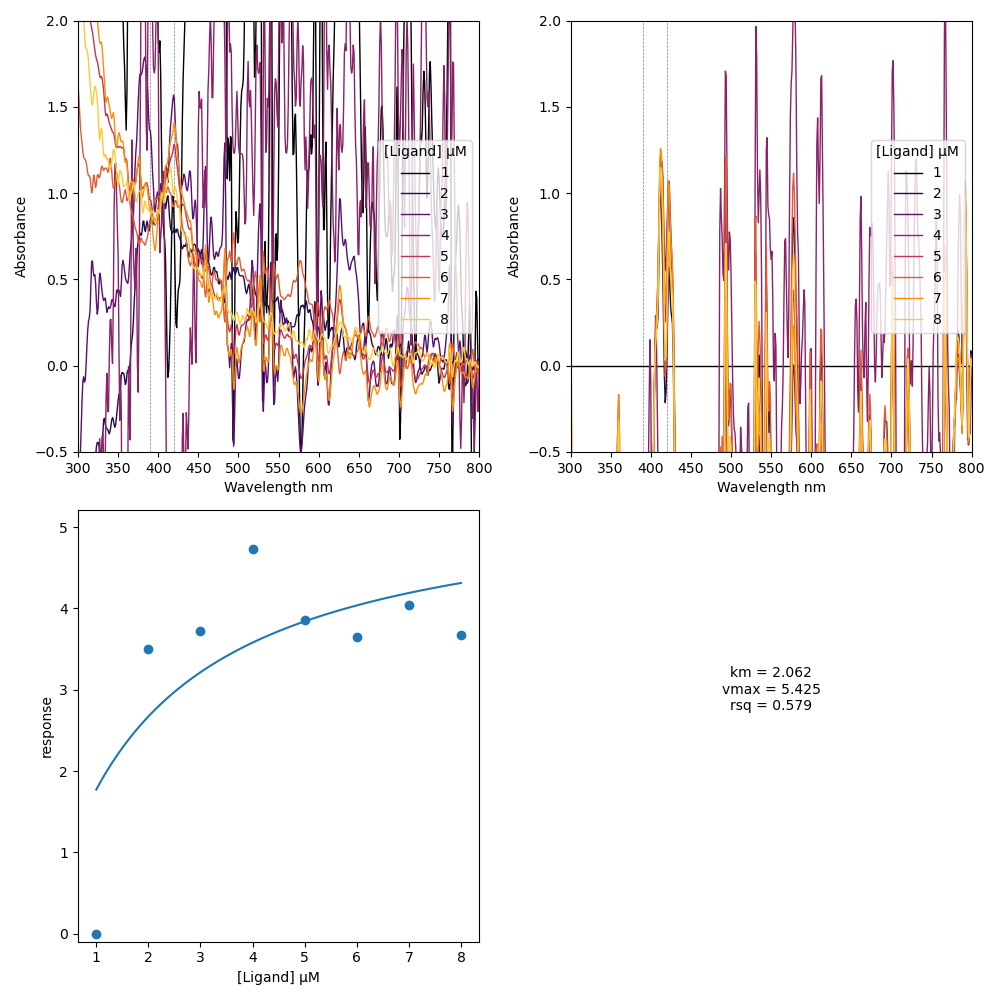 2.0
1.5
1.0
0.5
0.0
−0.5
Absorbance
300 350 400 450 500 550 600 650 700 750 800
Wavelength nm
[Ligand] μM
1
2
3
4
5
6
7
8
2.0
1.5
1.0
0.5
0.0
−0.5
Absorbance
300 350 400 450 500 550 600 650 700 750 800
Wavelength nm
[Ligand] μM
1
2
3
4
5
6
7
8
5
4
3
2
1
0
response
1 2 3 4 5 6 7 8
[Ligand] μM
km = 2.062
vmax = 5.425
rsq = 0.579